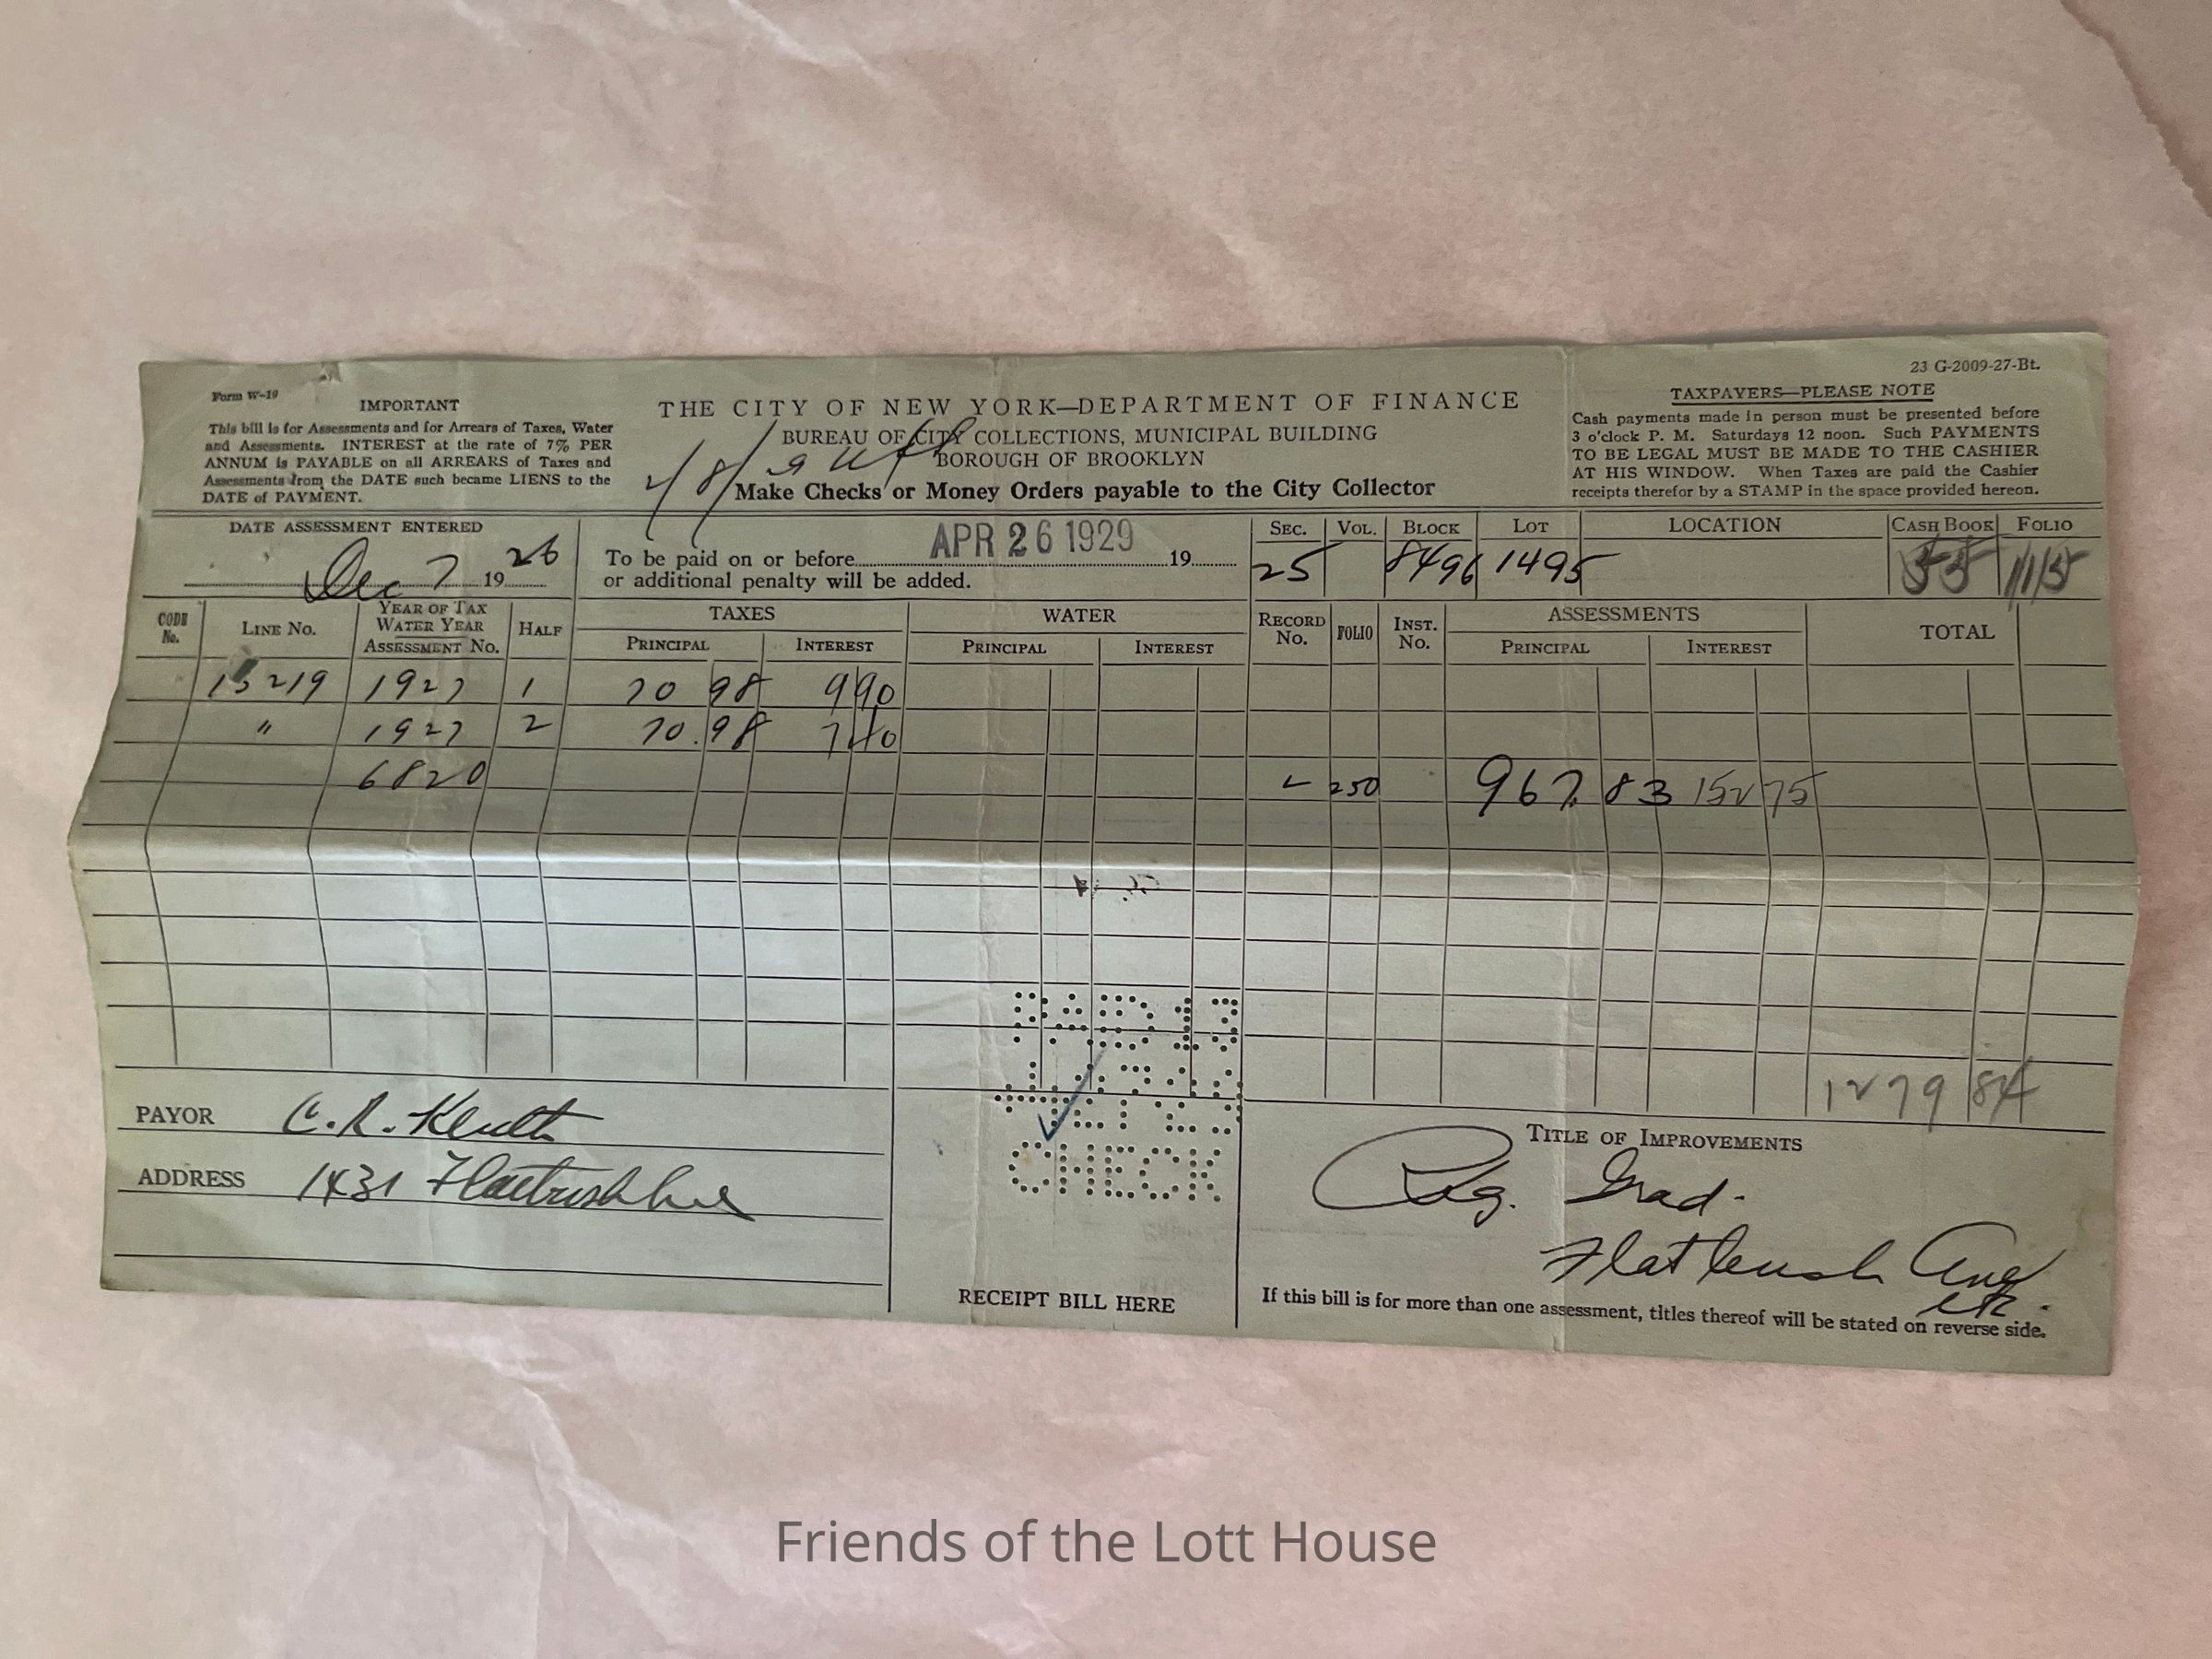 23 G-2009-27-Bt.
Form W-19
IMPORTANT
This bill is for Assessments and for Arrears of Taxes, Water
and Assessments. INTEREST at the rate of 7% PER
ANNUM is PAYABLE on all ARREARS of Taxes and
Assessments from the DATE such became LIENS to the
DATE of PAYMENT.
THE CITY OF NEW YORK—DEPARTMENT OF FINANCE
BUREAU OF CITY COLLECTIONS, MUNICIPAL BUILDING
BOROUGH OF BROOKLYN
Make Checks or Money Orders payable to the City Collector
TAXPAYERS—PLEASE NOTE
Cash payments made in person must be presented before
3 o'clock P. M. Saturdays 12 noon. Such PAYMENTS
TO BE LEGAL MUST BE MADE TO THE CASHIER
AT HIS WINDOW. When Taxes are paid the Cashier
receipts therefor by a STAMP in the space provided hereon.
DATE ASSESSMENT ENTERED
Dec 7 19 26
To be paid on or before APR 26 1929 19
or additional penalty will be added.
SEC. VOL. BLOCK LOT LOCATION CASH BOOK FOLIO
25 8496 1495 55 1115
CODE No. LINE No. YEAR OF TAX WATER YEAR ASSESSMENT No. HALF
TAXES WATER
PRINCIPAL INTEREST PRINCIPAL INTEREST
RECORD No. FOLIO INST. No. ASSESSMENTS TOTAL
PRINCIPAL INTEREST
15219 1927 1 70 98 9 90
" 1927 2 70.98 7 40
6820 250 967.83 152 75
1279 84
CHECK
PAYOR C. R.
ADDRESS 1431 Flatbush Ave
RECEIPT BILL HERE
TITLE OF IMPROVEMENTS
Reg. Grad.
Flatbush Ave
etc.
If this bill is for more than one assessment, titles thereof will be stated on reverse side.
Friends of the Lott House